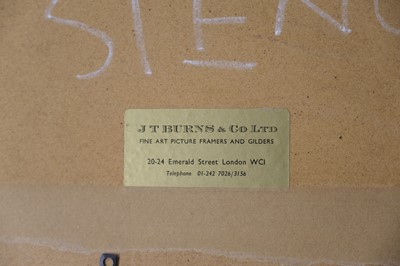 STEN
J T BURNS & CO LTD
FINE ART PICTURE FRAMERS AND GILDERS
20-24 Emerald Street London WC1
Telephone 01-242 7026/3156